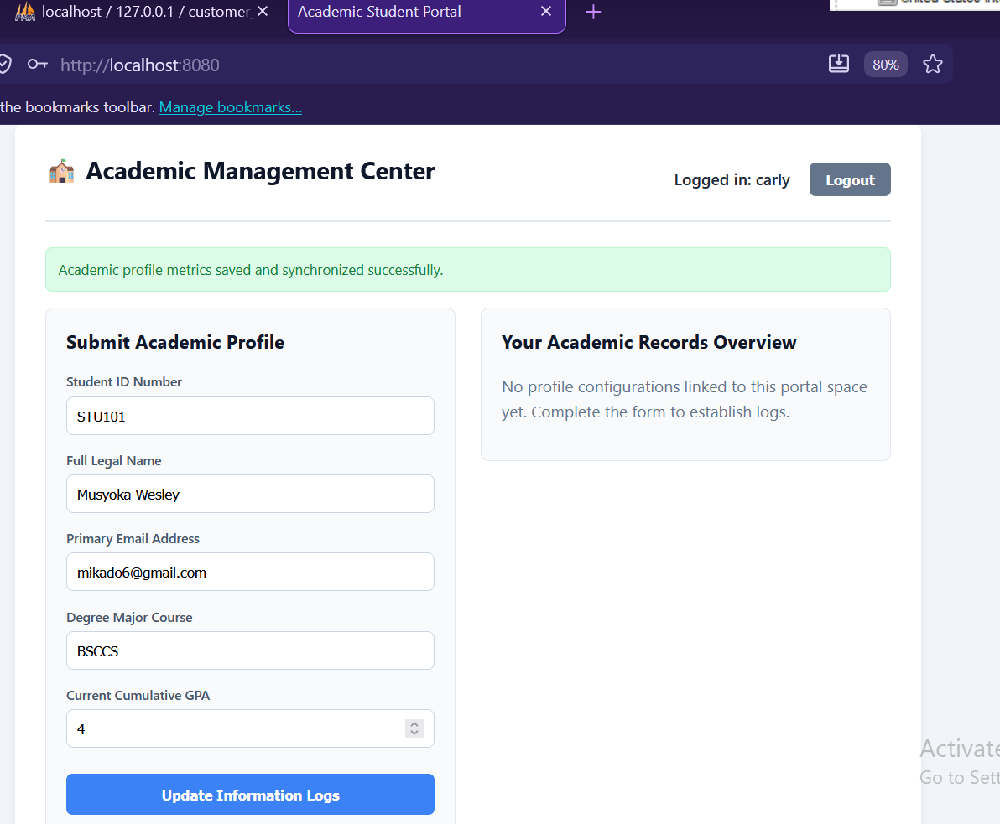 localhost / 127.0.0.1 / customer
Academic Student Portal
http://localhost:8080
80%
the bookmarks toolbar. Manage bookmarks...
Academic Management Center
Logged in: carly
Logout
Academic profile metrics saved and synchronized successfully.
Submit Academic Profile
Student ID Number
STU101
Full Legal Name
Musyoka Wesley
Primary Email Address
mikado6@gmail.com
Degree Major Course
BSCCS
Current Cumulative GPA
4
Update Information Logs
Your Academic Records Overview
No profile configurations linked to this portal space
yet. Complete the form to establish logs.
Activate
Go to Sett